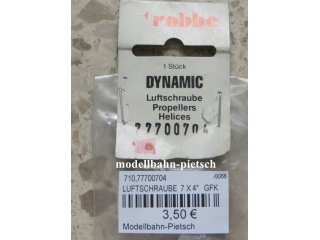 robbe
1 Stück
DYNAMIC
Luftschraube
Propellers
Helices
77700704
modellbahn-pietsch
710,77700704 /0066
LUFTSCHRAUBE 7 X 4" GFK
3,50 €
Modellbahn-Pietsch